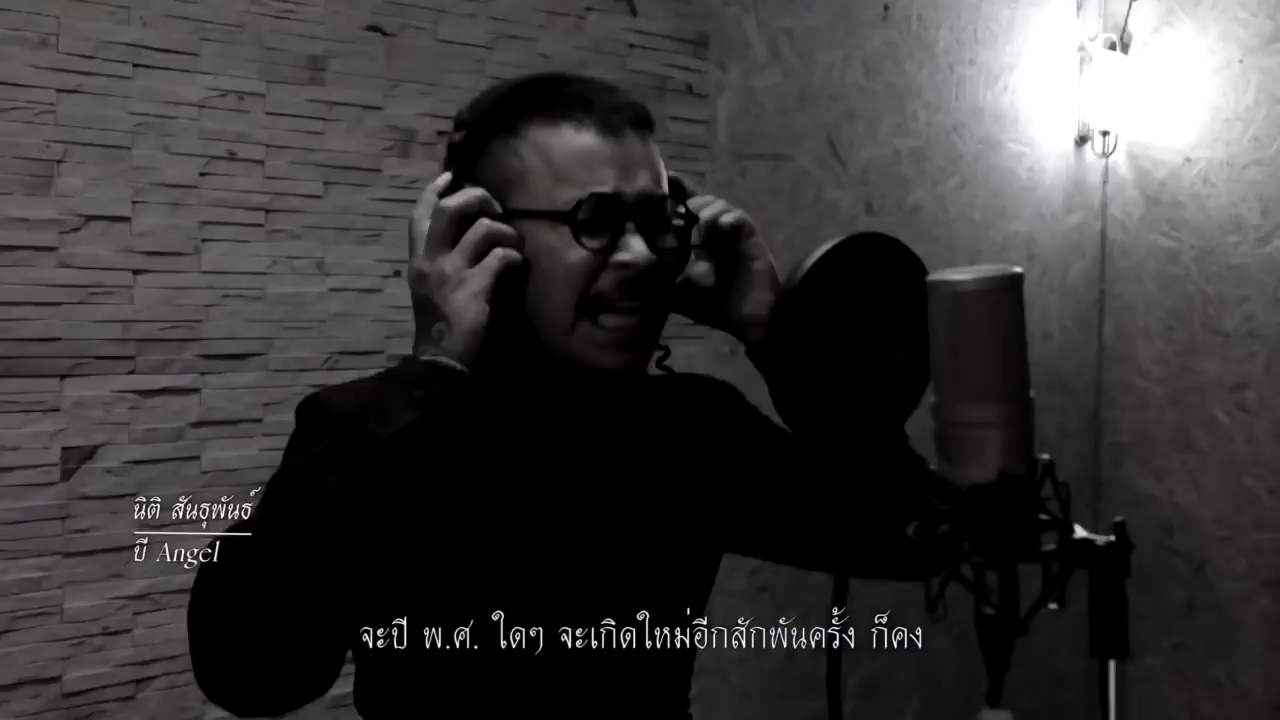 นิติ สันธุพันธ์
บี Angel
จะปี พ.ศ. ใดๆ จะเกิดใหม่อีกสักพันครั้ง ก็คง